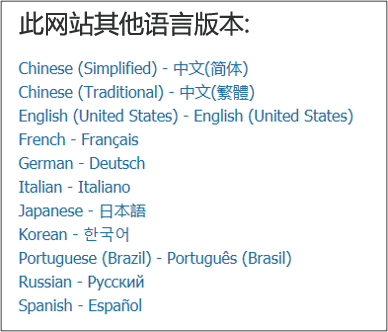 此网站其他语言版本:
Chinese (Simplified) - 中文(简体)
Chinese (Traditional) - 中文(繁體)
English (United States) - English (United States)
French - Français
German - Deutsch
Italian - Italiano
Japanese - 日本語
Korean - 한국어
Portuguese (Brazil) - Português (Brasil)
Russian - Русский
Spanish - Español